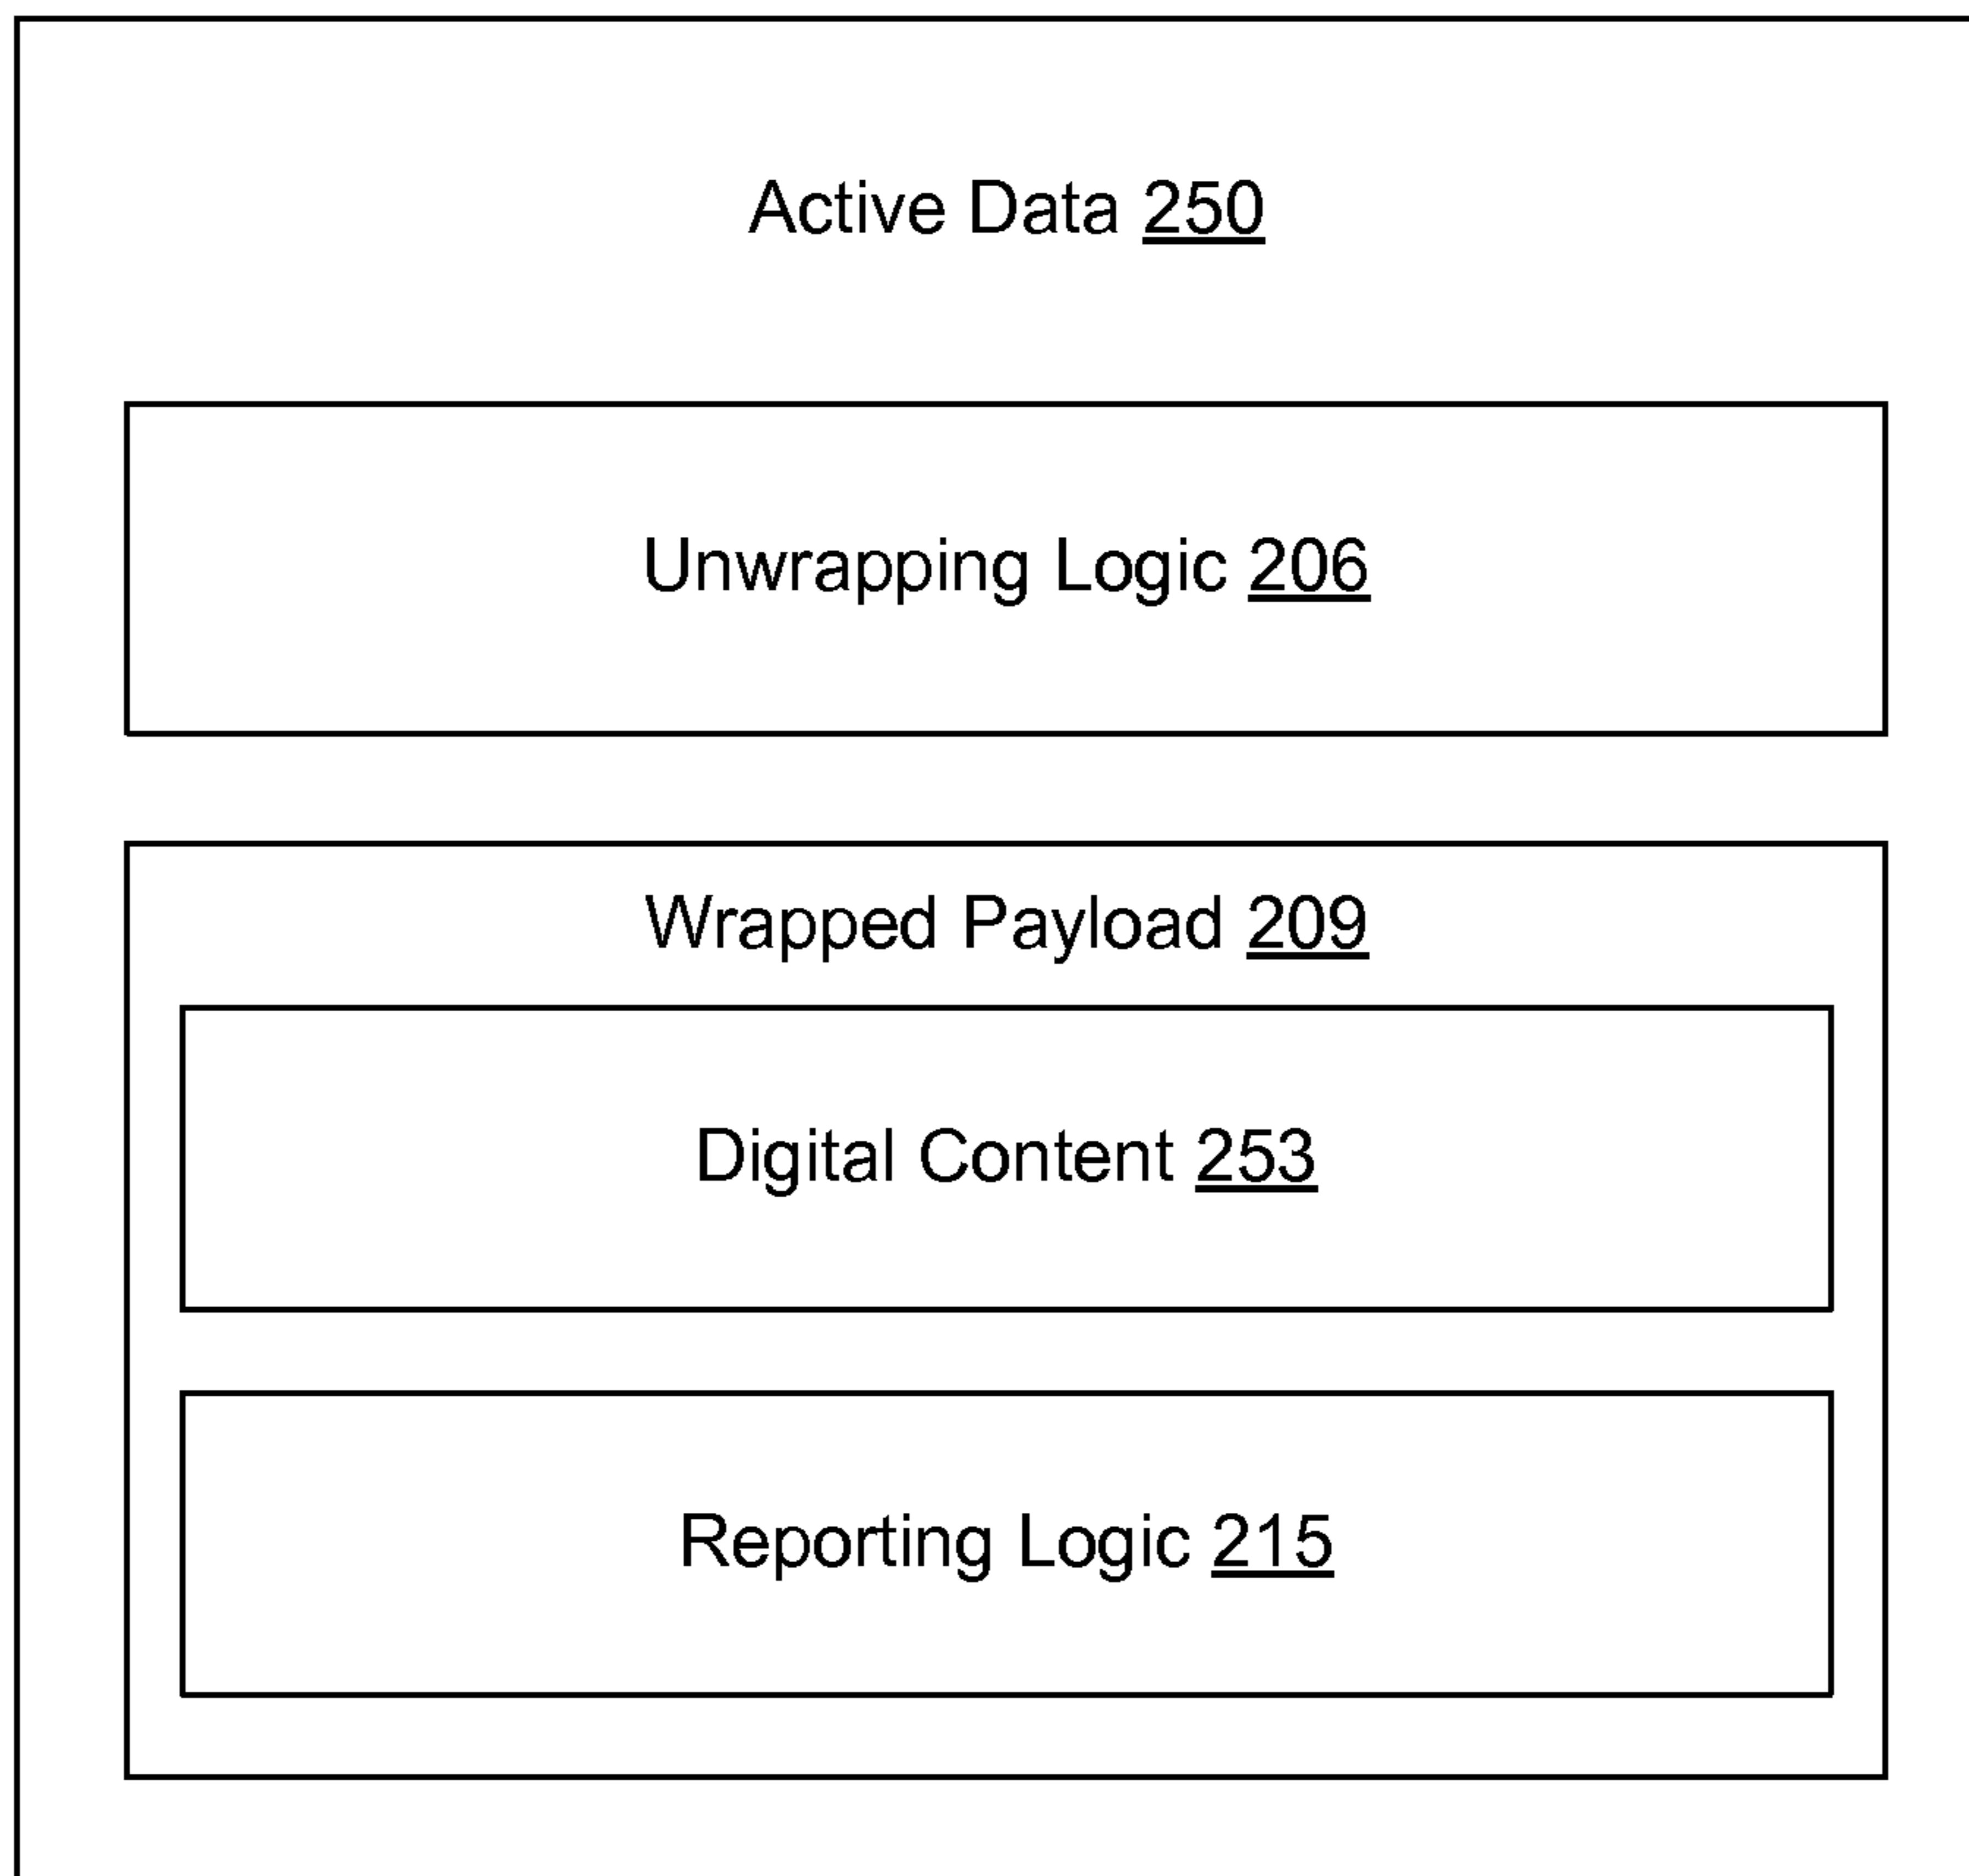 Active Data 250
Unwrapping Logic 206
Wrapped Payload 209
Digital Content 253
Reporting Logic 215